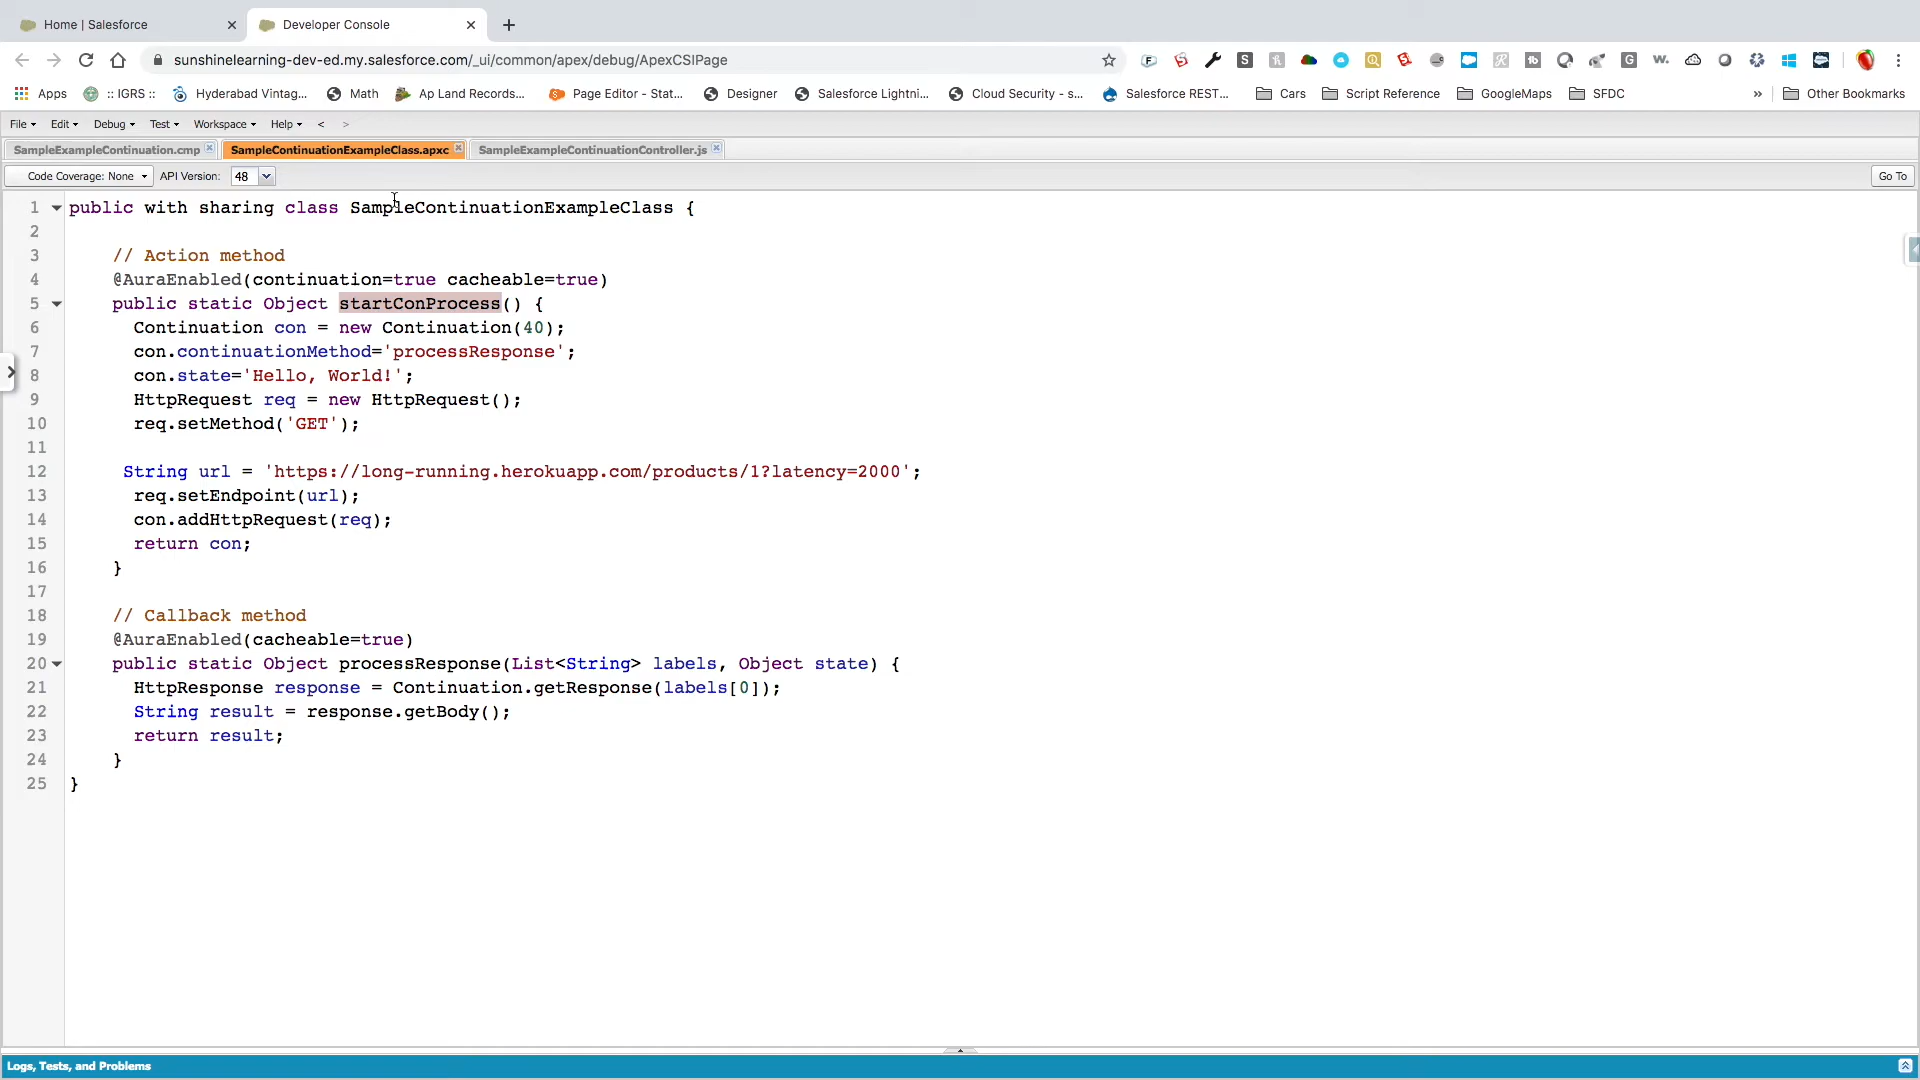 Home | Salesforce
Developer Console
sunshinelearning-dev-ed.my.salesforce.com/_ui/common/apex/debug/ApexCSIPage
Apps :: IGRS :: Hyderabad Vintag... Math Ap Land Records... Page Editor - Stat... Designer Salesforce Lightni... Cloud Security - s... Salesforce REST... Cars Script Reference GoogleMaps SFDC » Other Bookmarks
File Edit Debug Test Workspace Help < >
SampleExampleContinuation.cmp SampleContinuationExampleClass.apxc SampleExampleContinuationController.js
Code Coverage: None API Version: 48 Go To
1 public with sharing class SampleContinuationExampleClass {
2
3 // Action method
4 @AuraEnabled(continuation=true cacheable=true)
5 public static Object startConProcess() {
6 Continuation con = new Continuation(40);
7 con.continuationMethod='processResponse';
8 con.state='Hello, World!';
9 HttpRequest req = new HttpRequest();
10 req.setMethod('GET');
11
12 String url = 'https://long-running.herokuapp.com/products/1?latency=2000';
13 req.setEndpoint(url);
14 con.addHttpRequest(req);
15 return con;
16 }
17
18 // Callback method
19 @AuraEnabled(cacheable=true)
20 public static Object processResponse(List<String> labels, Object state) {
21 HttpResponse response = Continuation.getResponse(labels[0]);
22 String result = response.getBody();
23 return result;
24 }
25 }
Logs, Tests, and Problems